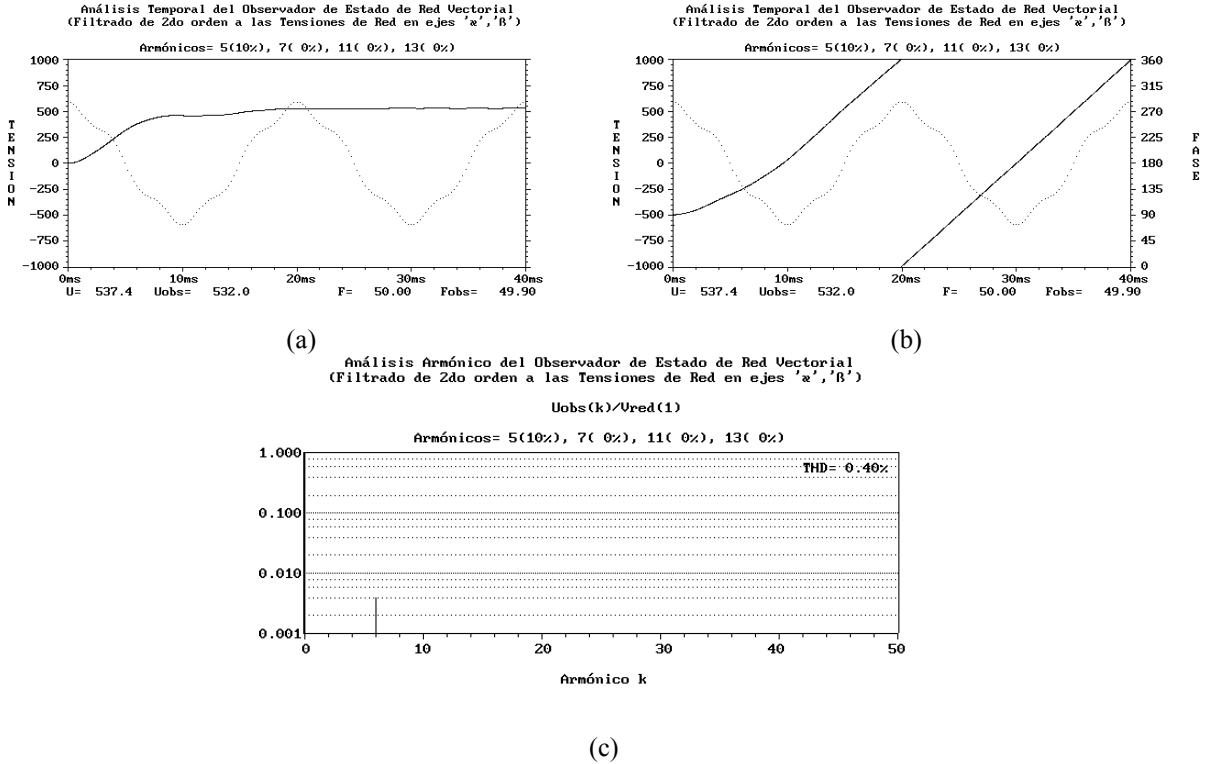 Análisis Temporal del Observador de Estado de Red Vectorial
(Filtrado de 2do orden a las Tensiones de Red en ejes 'æ','ß')
Armónicos= 5(10%), 7( 0%), 11( 0%), 13( 0%)
1000
750
500
250
0
-250
-500
-750
-1000
TENSION
0ms 10ms 20ms 30ms 40ms
U= 537.4 Uobs= 532.0 F= 50.00 Fobs= 49.90
(a)
Análisis Temporal del Observador de Estado de Red Vectorial
(Filtrado de 2do orden a las Tensiones de Red en ejes 'æ','ß')
Armónicos= 5(10%), 7( 0%), 11( 0%), 13( 0%)
1000
750
500
250
0
-250
-500
-750
-1000
TENSION
360
315
270
225
180
135
90
45
0
FASE
0ms 10ms 20ms 30ms 40ms
U= 537.4 Uobs= 532.0 F= 50.00 Fobs= 49.90
(b)
Análisis Armónico del Observador de Estado de Red Vectorial
(Filtrado de 2do orden a las Tensiones de Red en ejes 'æ','ß')
Uobs(k)/Vred(1)
Armónicos= 5(10%), 7( 0%), 11( 0%), 13( 0%)
THD= 0.40%
1.000
0.100
0.010
0.001
0 10 20 30 40 50
Armónico k
(c)